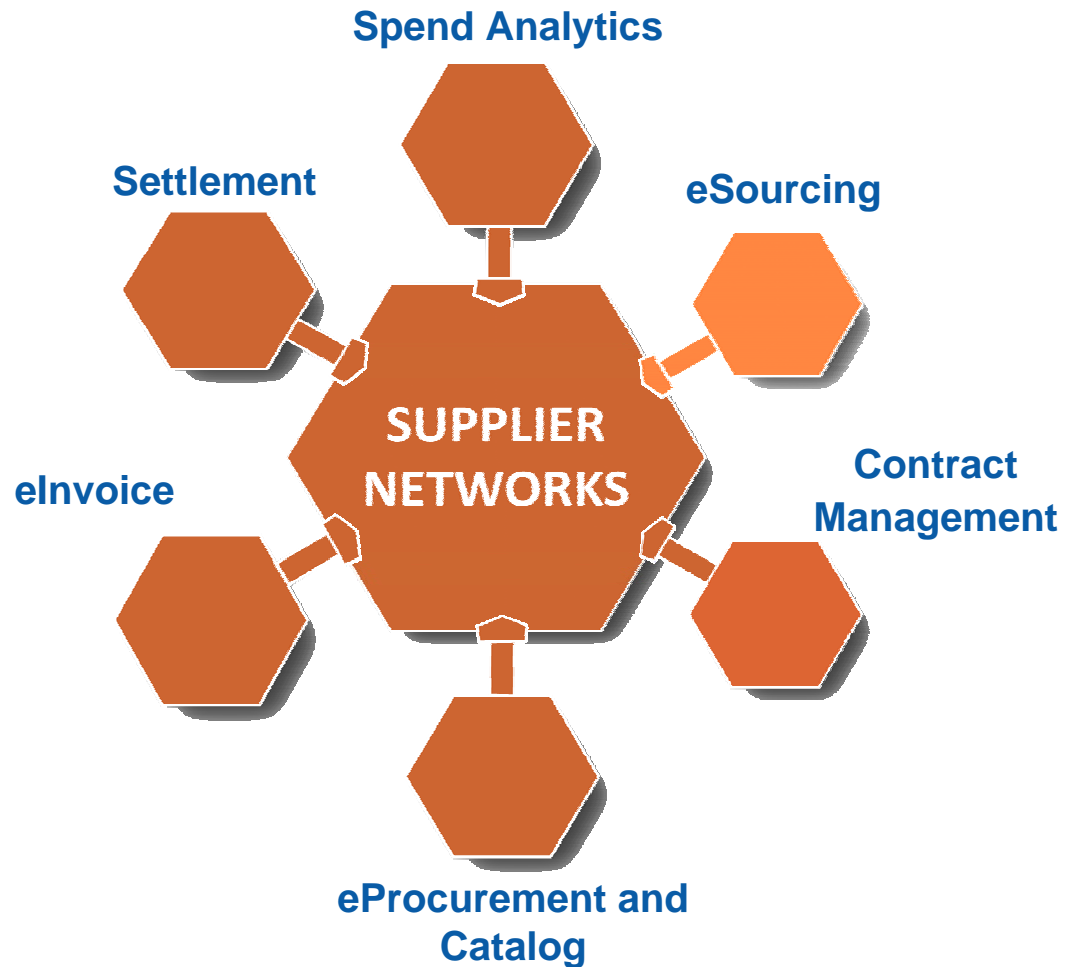 Spend Analytics
Settlement
eSourcing
SUPPLIER
NETWORKS
eInvoice
Contract
Management
eProcurement and
Catalog